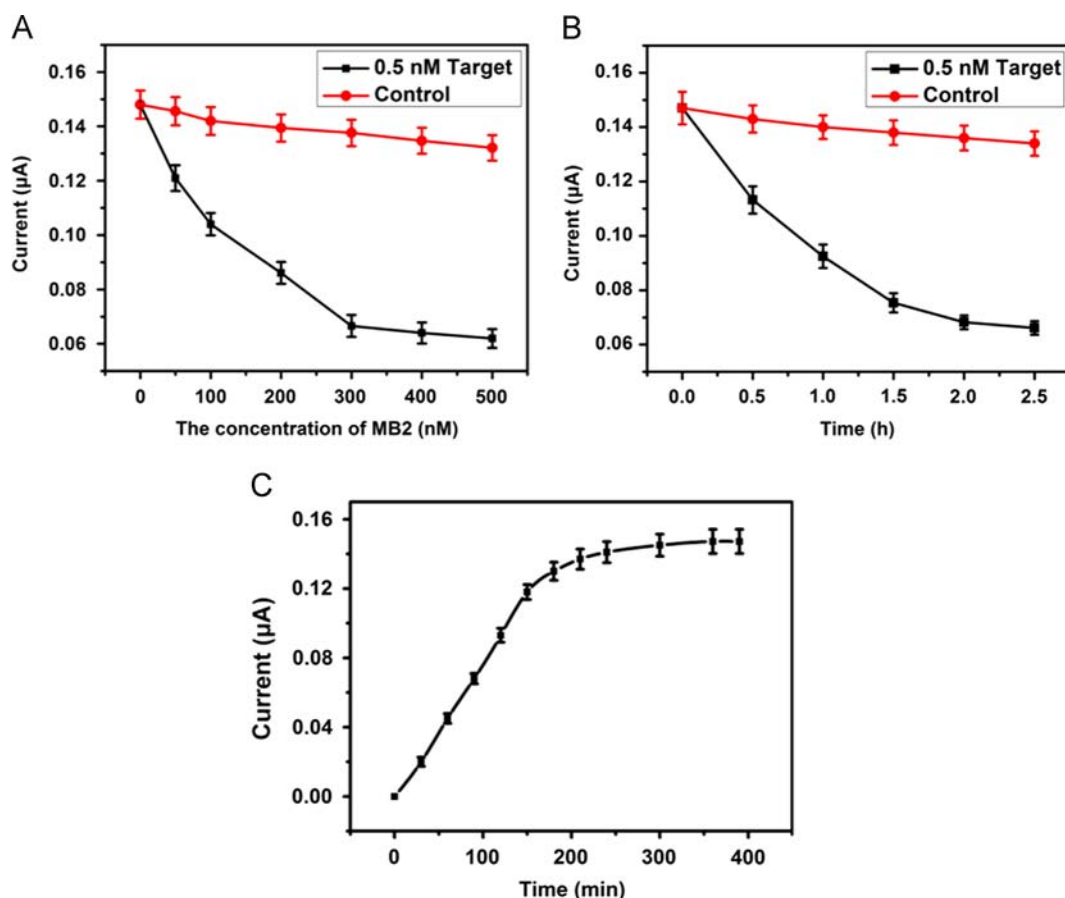 A
0.5 nM Target
Control
0.16
0.14
0.12
0.10
0.08
0.06
Current (µA)
0 100 200 300 400 500
The concentration of MB2 (nM)
B
0.5 nM Target
Control
0.16
0.14
0.12
0.10
0.08
0.06
Current (µA)
0.0 0.5 1.0 1.5 2.0 2.5
Time (h)
C
0.16
0.12
0.08
0.04
0.00
Current (µA)
0 100 200 300 400
Time (min)